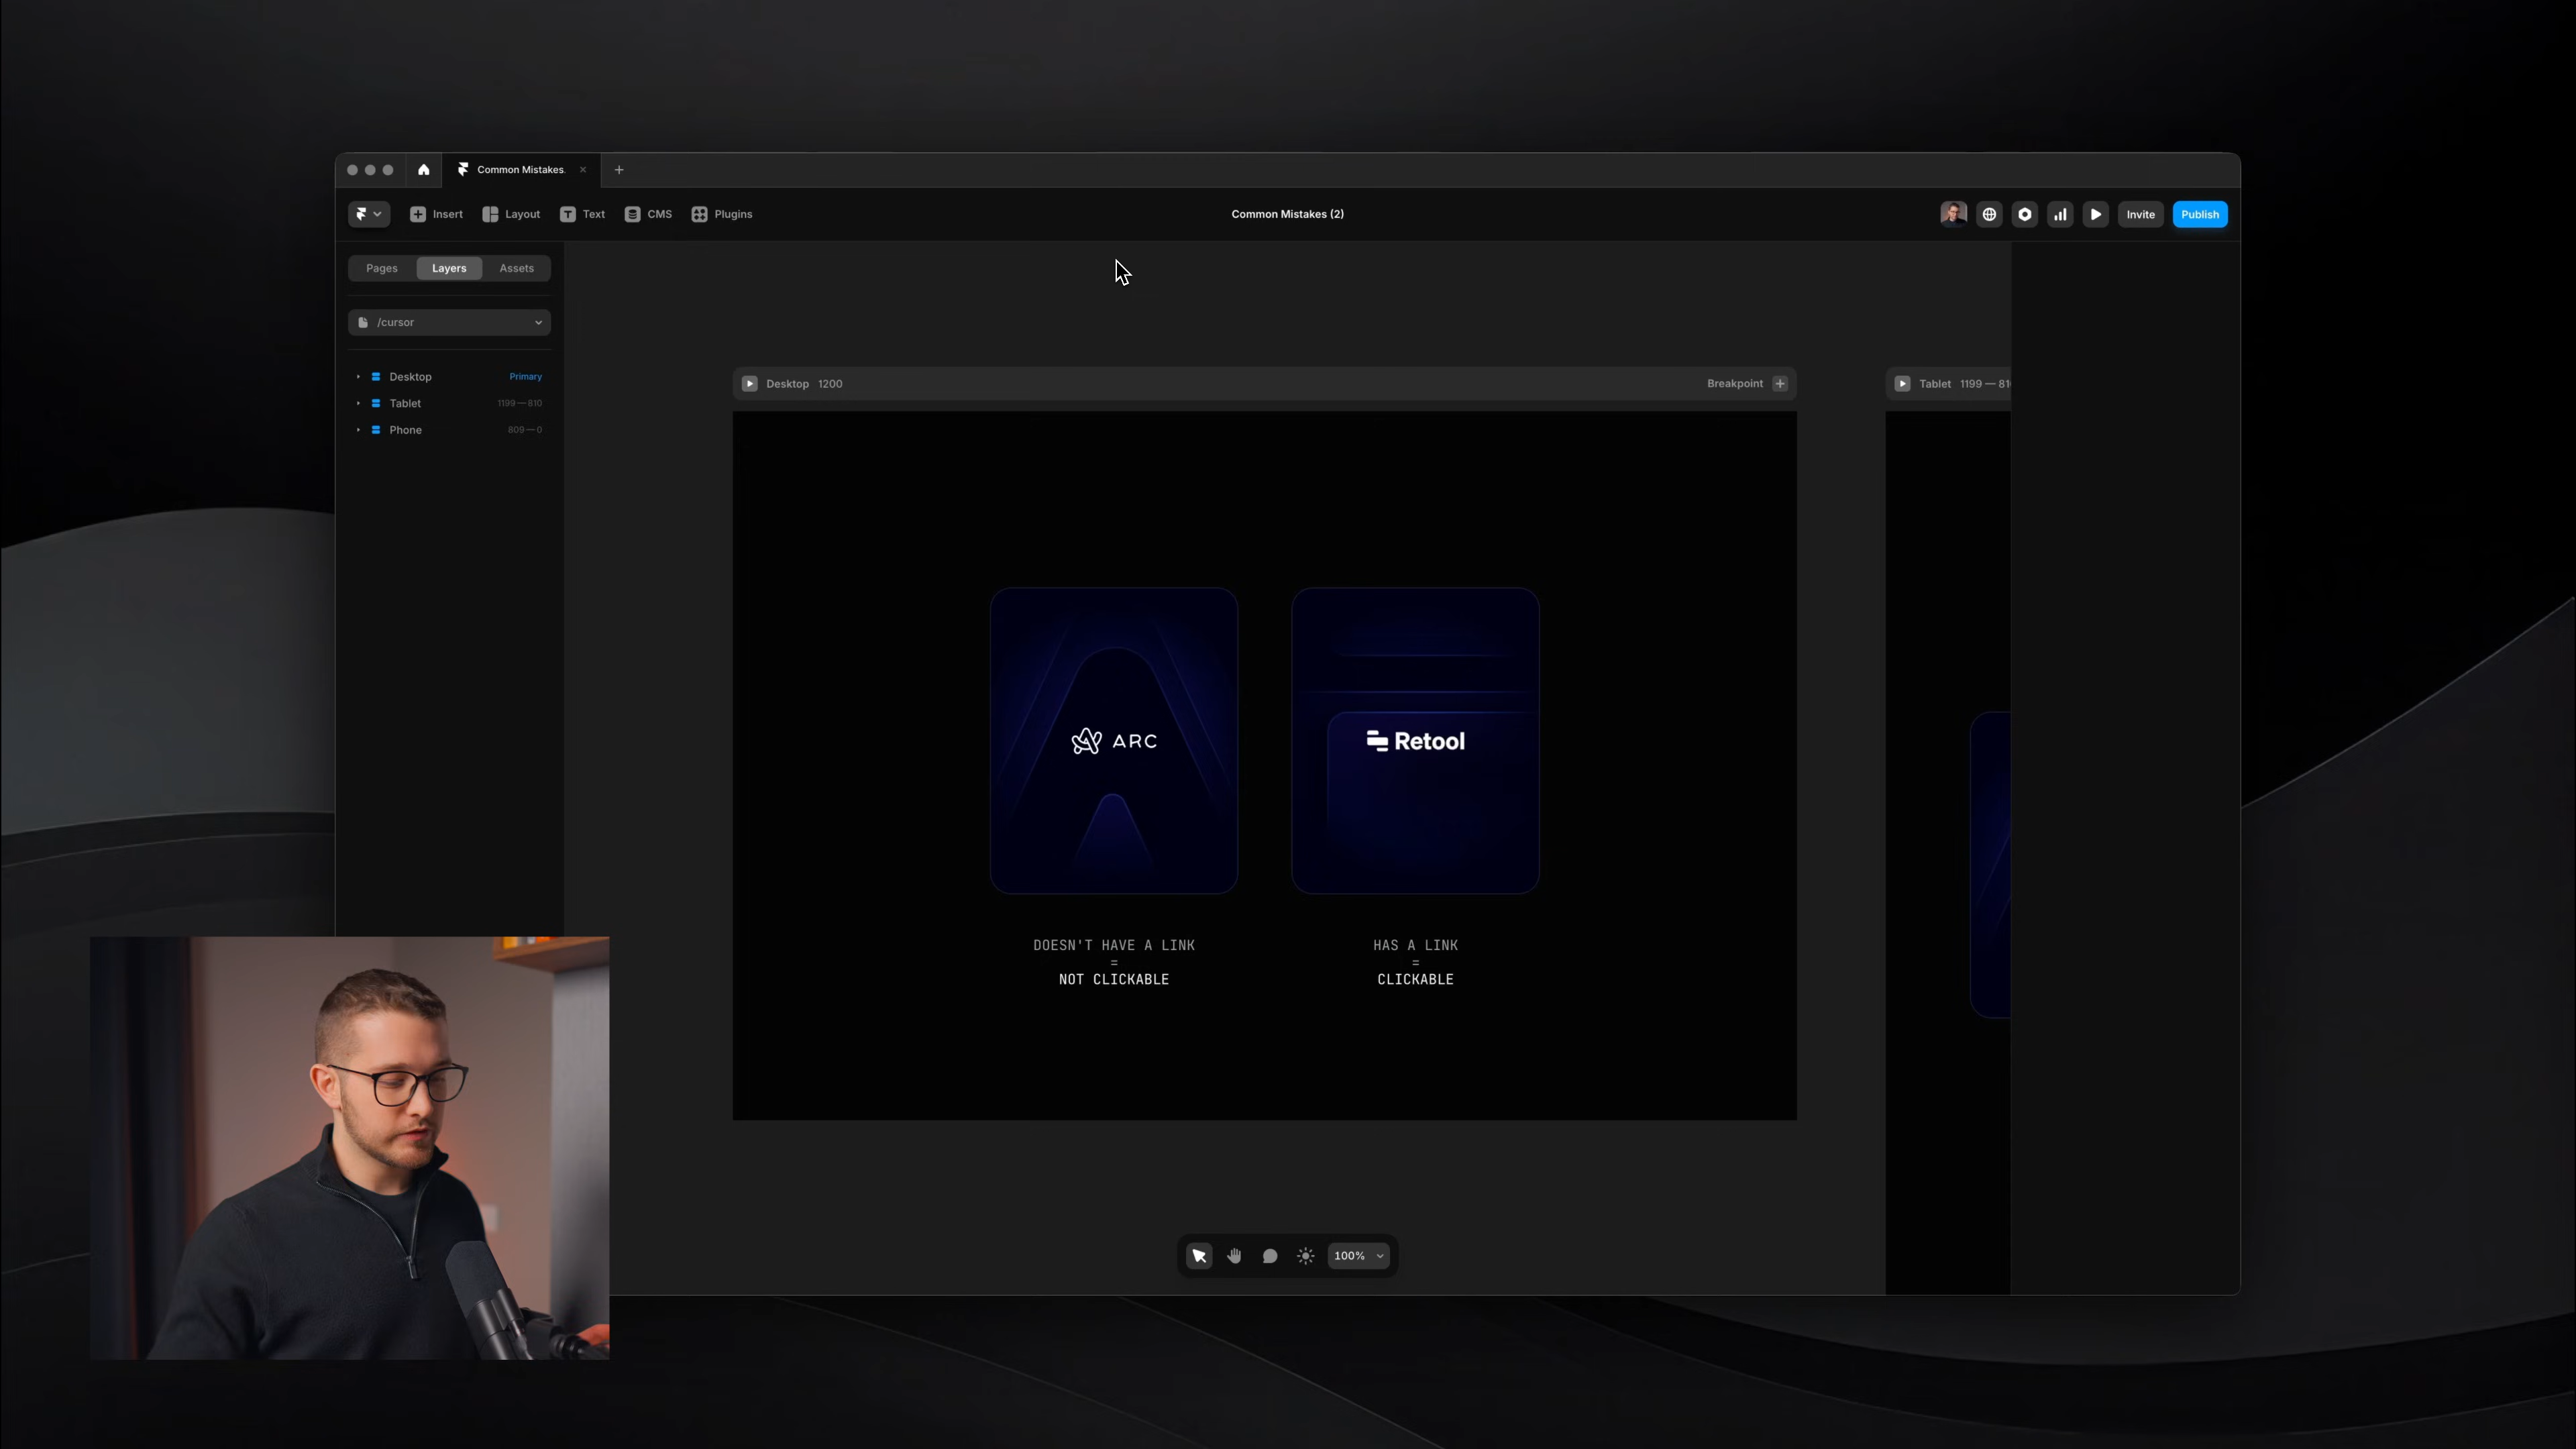 Common Mistakes.
Insert
Layout
Text
CMS
Plugins
Common Mistakes (2)
Invite
Publish
Pages
Layers
Assets
/cursor
Desktop
Primary
Tablet
1199—810
Phone
809—0
Desktop 1200
Breakpoint
Tablet 1199 — 81
ARC
Retool
DOESN'T HAVE A LINK
=
NOT CLICKABLE
HAS A LINK
=
CLICKABLE
100%